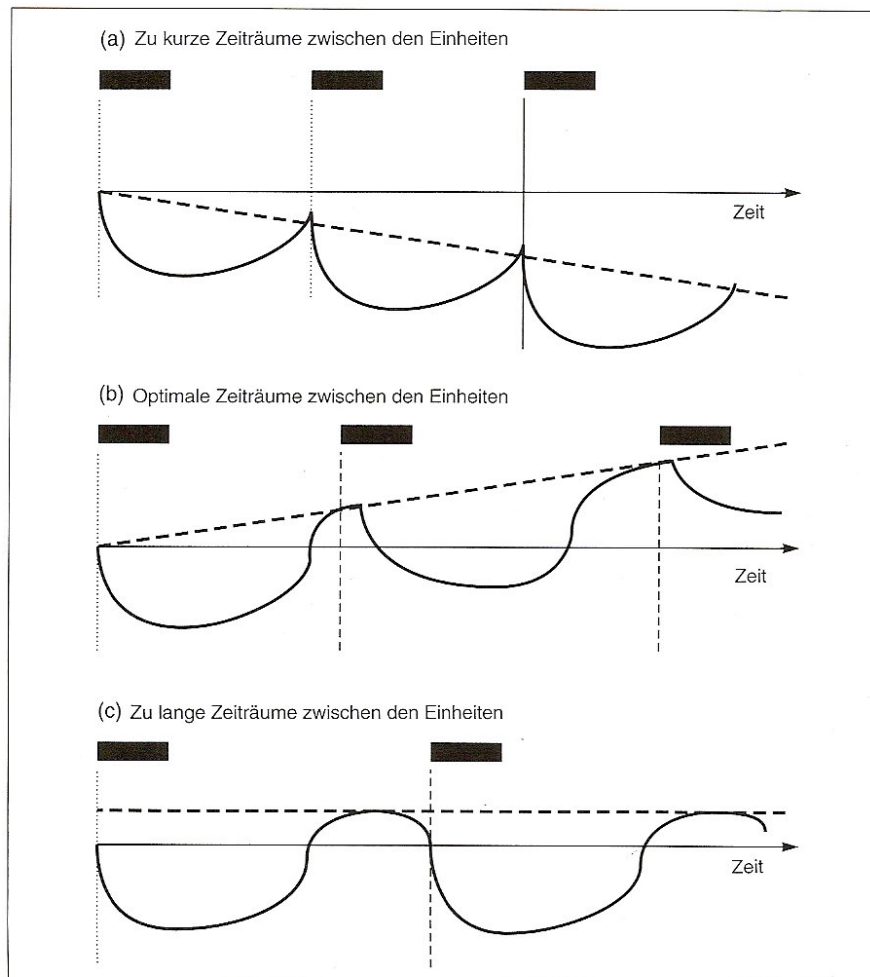 (a) Zu kurze Zeiträume zwischen den Einheiten
Zeit
(b) Optimale Zeiträume zwischen den Einheiten
Zeit
(c) Zu lange Zeiträume zwischen den Einheiten
Zeit